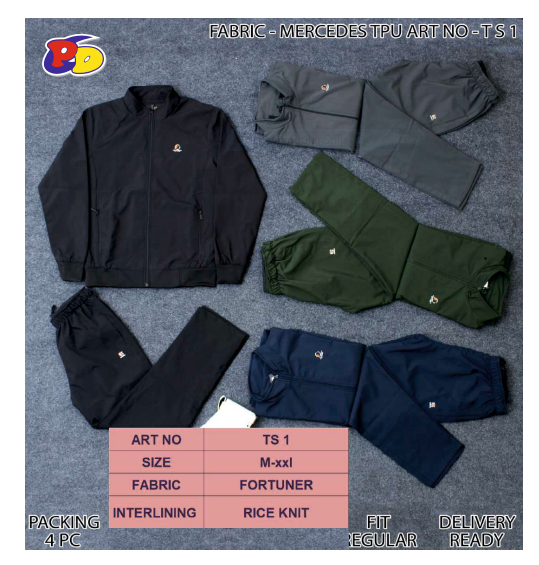 FABRIC - MERCEDES TPU ART NO - T S 1
PD
ART NO TS 1
SIZE M-xxl
FABRIC FORTUNER
INTERLINING RICE KNIT
PACKING
4 PC
FIT
REGULAR
DELIVERY
READY